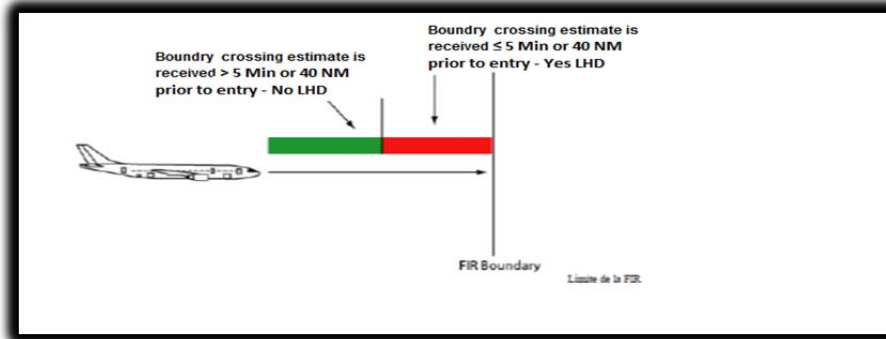 Boundry crossing estimate is
received > 5 Min or 40 NM
prior to entry - No LHD
Boundry crossing estimate is
received ≤ 5 Min or 40 NM
prior to entry - Yes LHD
FIR Boundary
Límite de la FIR